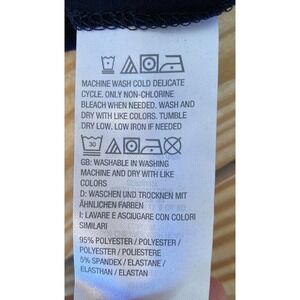 MACHINE WASH COLD DELICATE
CYCLE. ONLY NON-CHLORINE
BLEACH WHEN NEEDED. WASH AND
DRY WITH LIKE COLORS. TUMBLE
DRY LOW. LOW IRON IF NEEDED
30
GB: WASHABLE IN WASHING
MACHINE AND DRY WITH LIKE
COLORS
D: WASCHEN UND TROCKNEN MIT
ÄHNLICHEN FARBEN
I: LAVARE E ASCIUGARE CON COLORI
SIMILARI
95% POLYESTER / POLYESTER /
POLYESTER / POLIESTERE
5% SPANDEX / ELASTANE /
ELASTHAN / ELASTAN